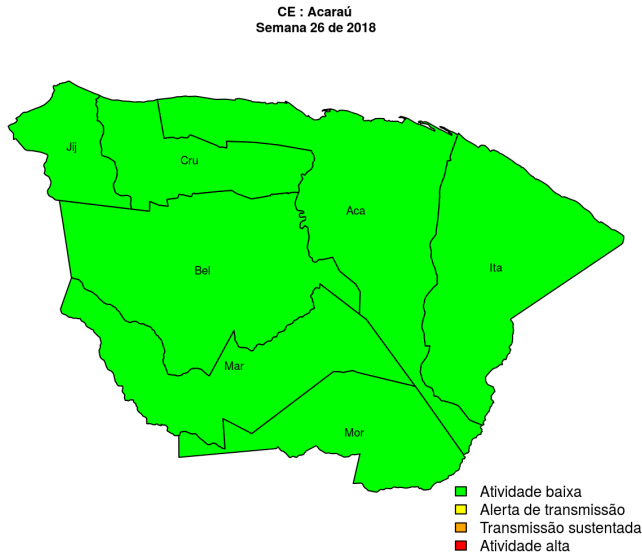 CE : Acaraú
Semana 26 de 2018
Jij
Cru
Aca
Bel
Ita
Mar
Mor
Atividade baixa
Alerta de transmissão
Transmissão sustentada
Atividade alta